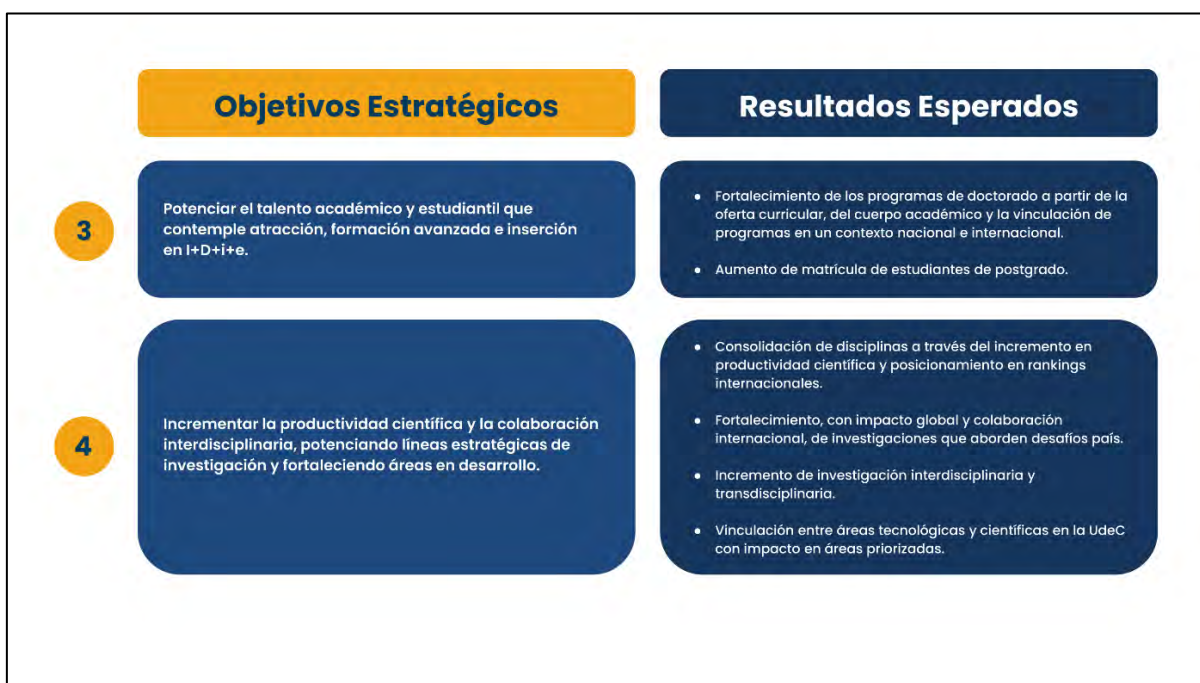 Objetivos Estratégicos
Resultados Esperados
3
Potenciar el talento académico y estudiantil que
contemple atracción, formación avanzada e inserción
en I+D+i+e.
• Fortalecimiento de los programas de doctorado a partir de la
oferta curricular, del cuerpo académico y la vinculación de
programas en un contexto nacional e internacional.
• Aumento de matrícula de estudiantes de postgrado.
4
Incrementar la productividad científica y la colaboración
interdisciplinaria, potenciando líneas estratégicas de
investigación y fortaleciendo áreas en desarrollo.
• Consolidación de disciplinas a través del incremento en
productividad científica y posicionamiento en rankings
internacionales.
• Fortalecimiento, con impacto global y colaboración
internacional, de investigaciones que aborden desafíos país.
• Incremento de investigación interdisciplinaria y
transdisciplinaria.
• Vinculación entre áreas tecnológicas y científicas en la UdeC
con impacto en áreas priorizadas.